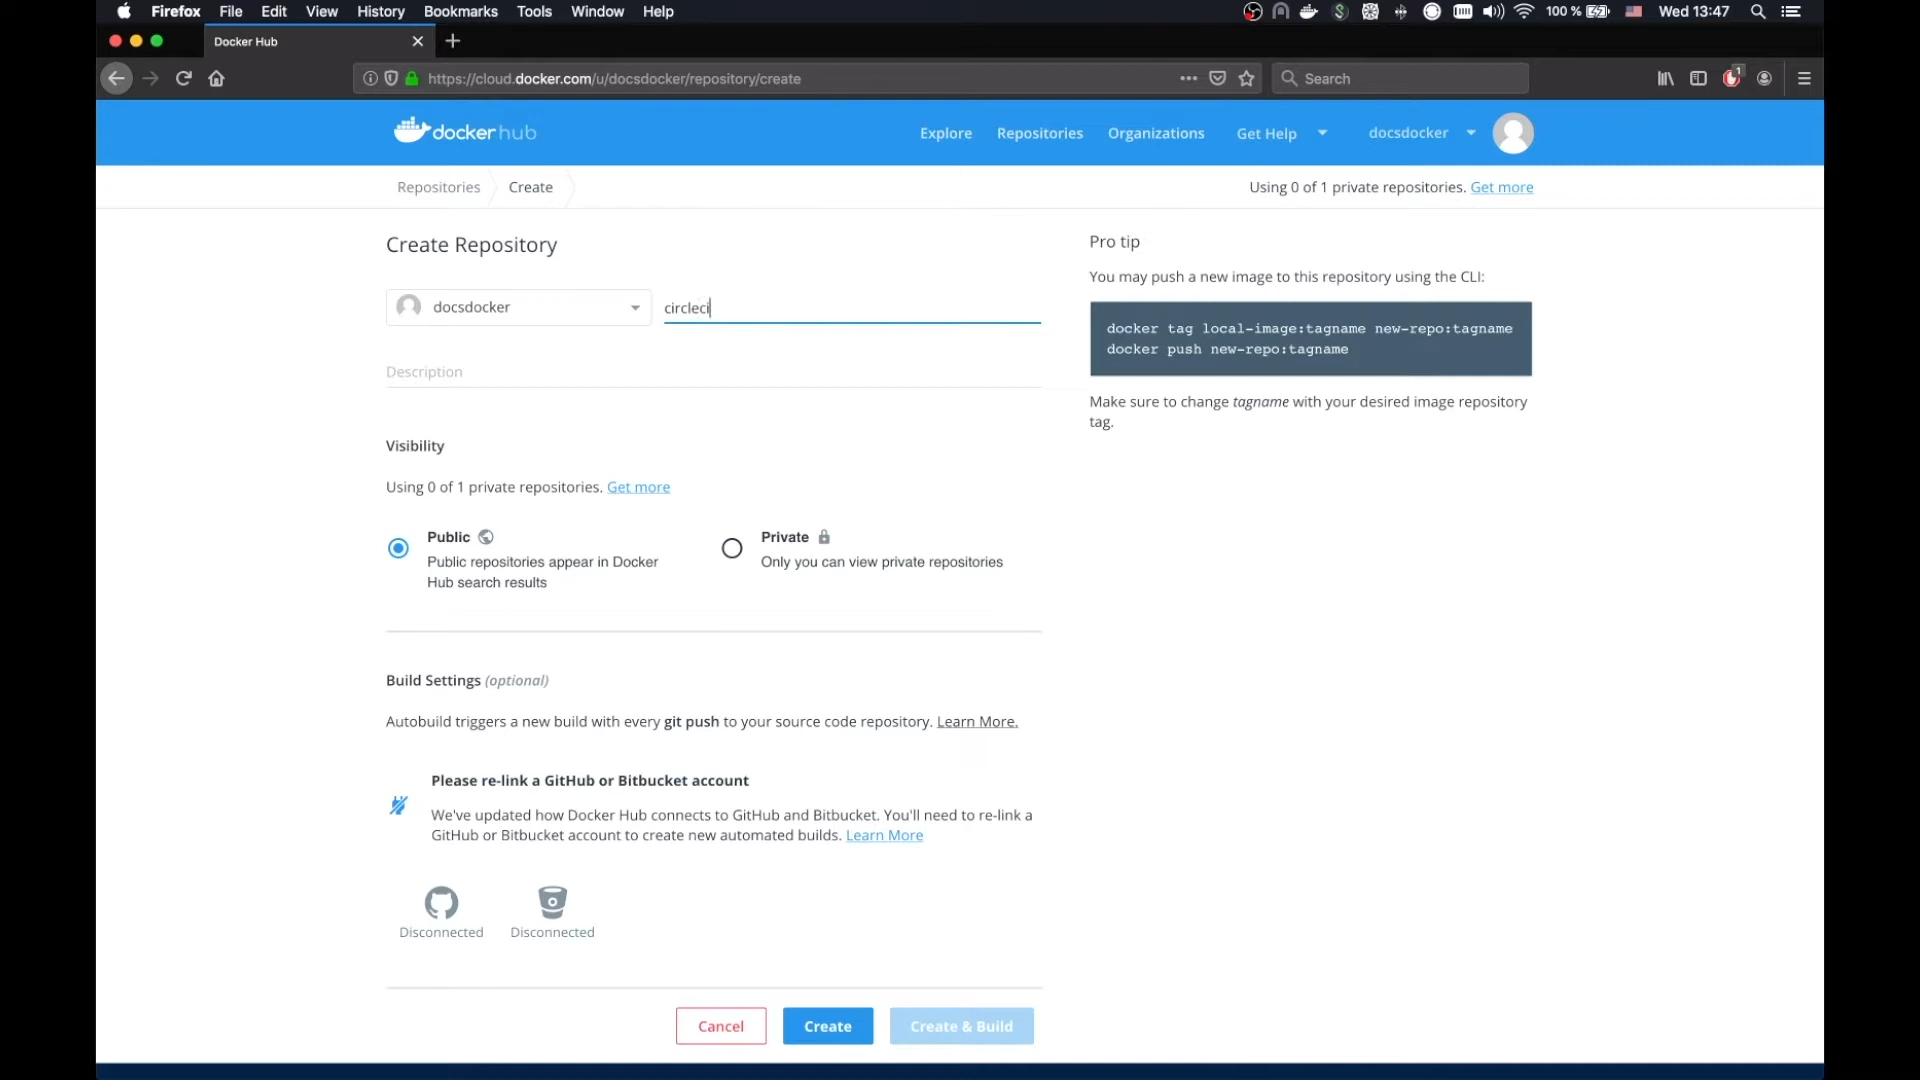 Firefox File Edit View History Bookmarks Tools Window Help 100 % Wed 13:47
Docker Hub
https://cloud.docker.com/u/docsdocker/repository/create Search 1
docker hub Explore Repositories Organizations Get Help docsdocker
Repositories Create Using 0 of 1 private repositories. Get more
Create Repository
docsdocker circleci
Description
Visibility
Using 0 of 1 private repositories. Get more
Public
Public repositories appear in Docker
Hub search results
Private
Only you can view private repositories
Build Settings (optional)
Autobuild triggers a new build with every git push to your source code repository. Learn More.
Please re-link a GitHub or Bitbucket account
We've updated how Docker Hub connects to GitHub and Bitbucket. You'll need to re-link a
GitHub or Bitbucket account to create new automated builds. Learn More
Disconnected Disconnected
Cancel Create Create & Build
Pro tip
You may push a new image to this repository using the CLI:
docker tag local-image:tagname new-repo:tagname
docker push new-repo:tagname
Make sure to change tagname with your desired image repository
tag.